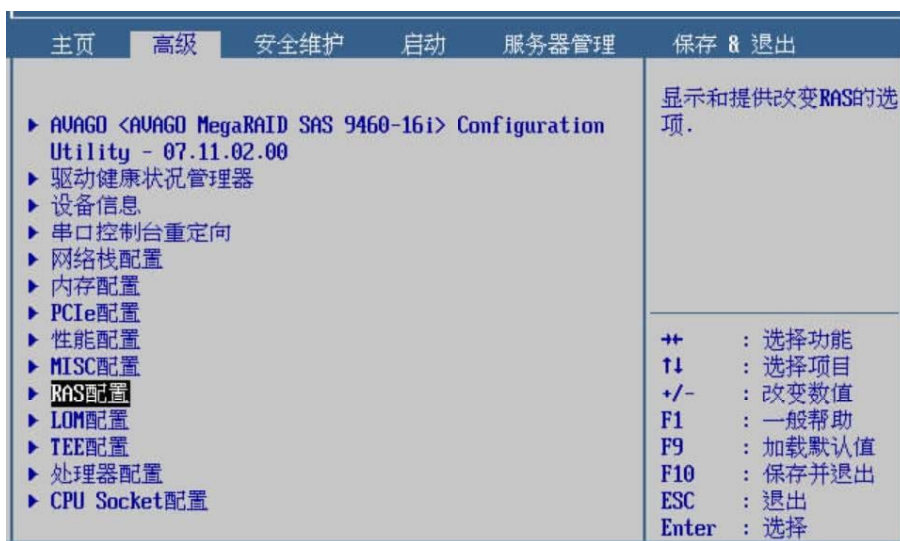 主页 高级 安全维护 启动 服务器管理 保存 & 退出
▶ AVAGO <AVAGO MegaRAID SAS 9460-16i> Configuration
Utility - 07.11.02.00
▶ 驱动健康状况管理器
▶ 设备信息
▶ 串口控制台重定向
▶ 网络栈配置
▶ 内存配置
▶ PCIe配置
▶ 性能配置
▶ MISC配置
▶ RAS配置
▶ LOM配置
▶ TEE配置
▶ 处理器配置
▶ CPU Socket配置
显示和提供改变RAS的选
项.
→← : 选择功能
↑↓ : 选择项目
+/- : 改变数值
F1 : 一般帮助
F9 : 加载默认值
F10 : 保存并退出
ESC : 退出
Enter : 选择